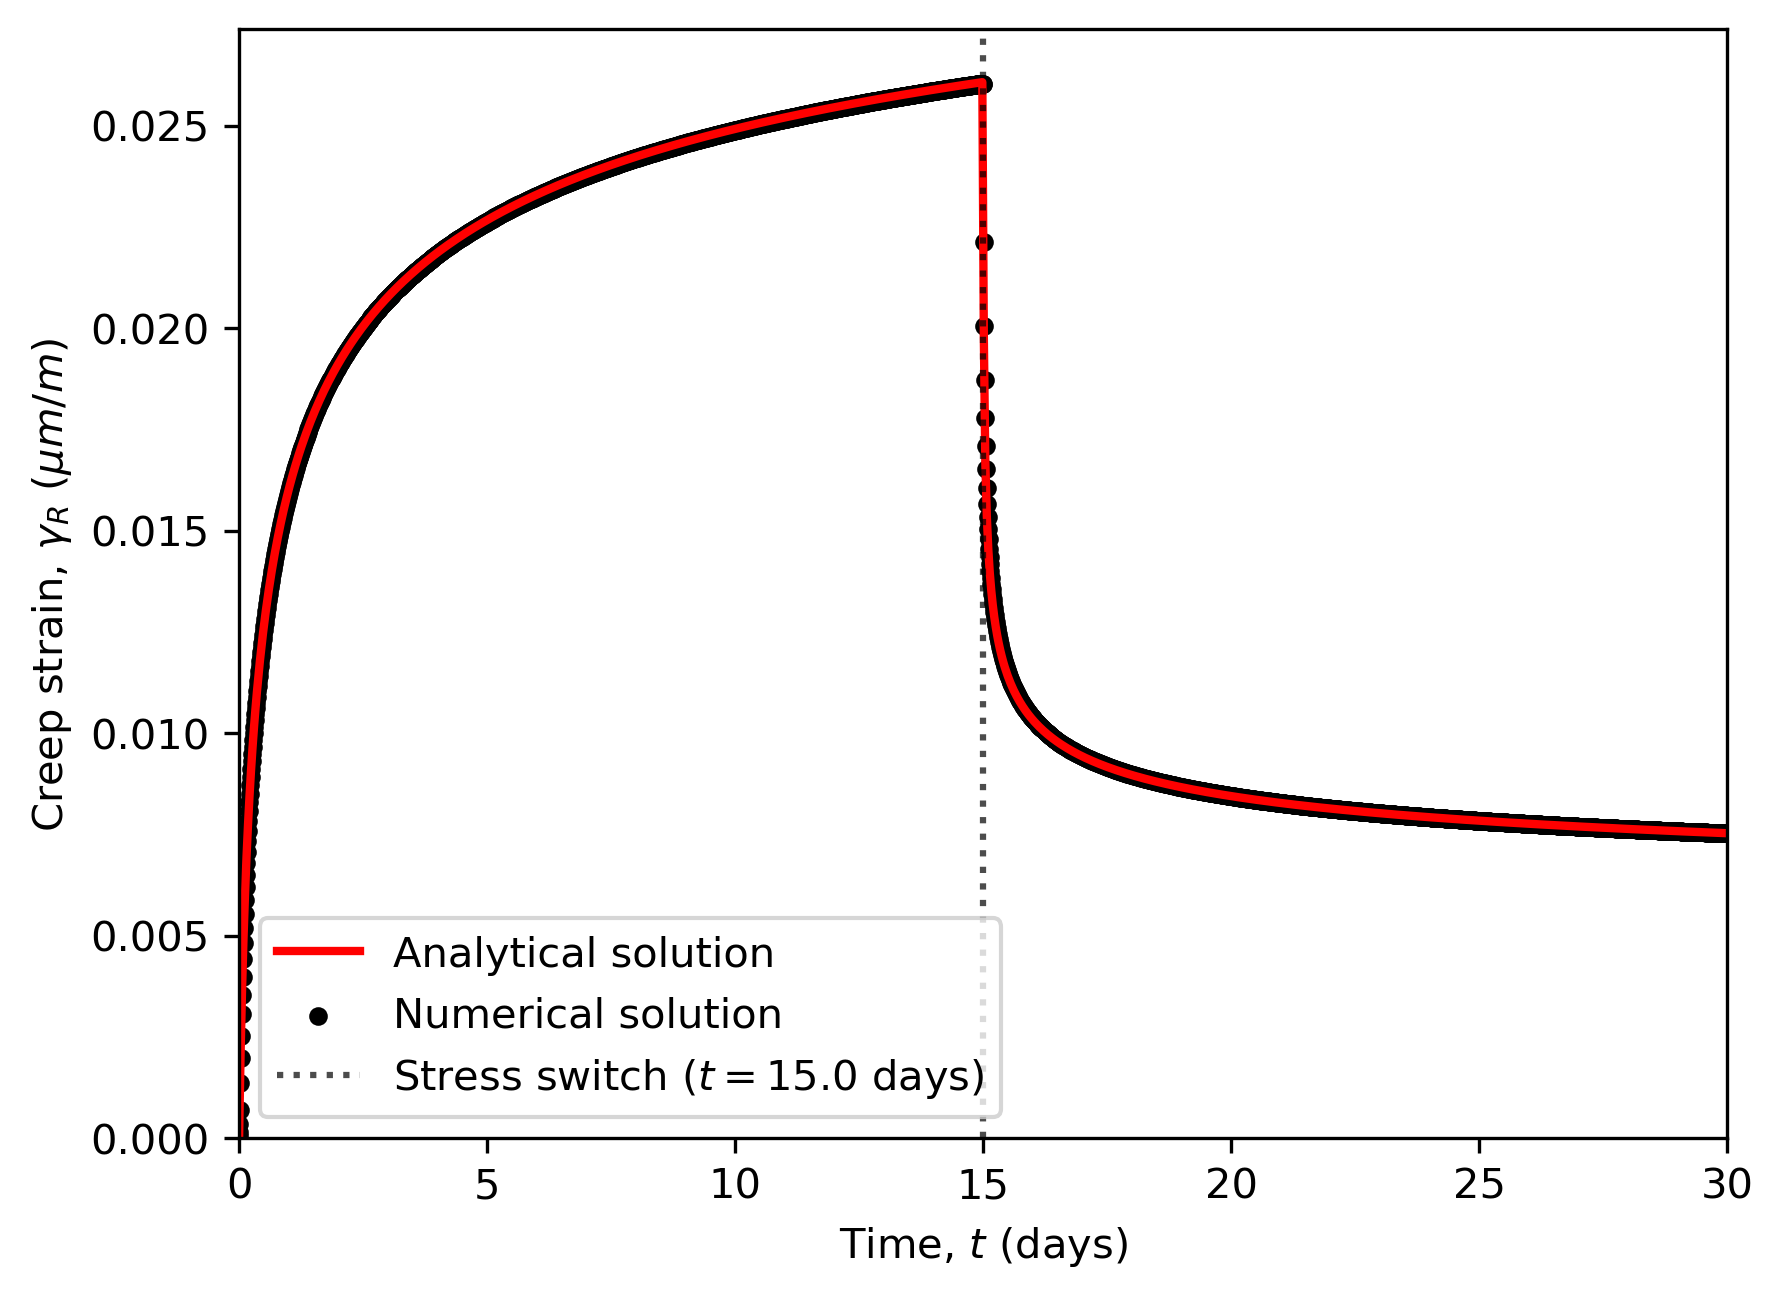 Creep strain, γ_R (μm/m)
0.025
0.020
0.015
0.010
0.005
0.000
Analytical solution
Numerical solution
Stress switch (t = 15.0 days)
0 5 10 15 20 25 30
Time, t (days)